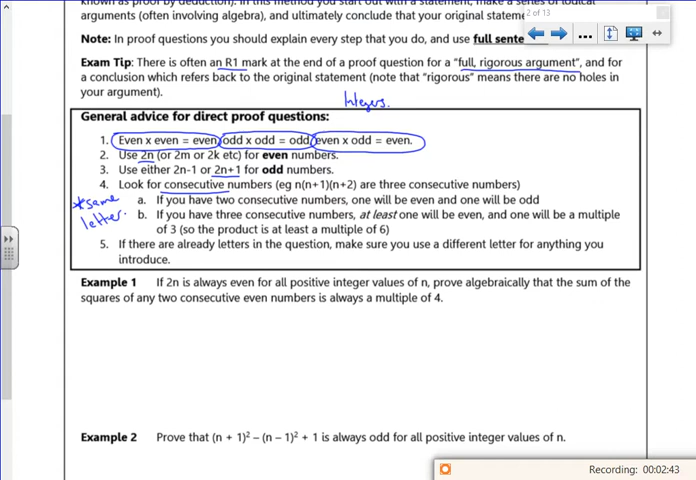 known as proof by deduction). In this method you start out with a statement, make a series of logical
arguments (often involving algebra), and ultimately conclude that your original
2 of 13
Note: In proof questions you should explain every step that you do, and use full
Exam Tip: There is often an R1 mark at the end of a proof question for a "full, rigorous argument", and for
a conclusion which refers back to the original statement (note that "rigorous" means there are no holes in
your argument).
Integers.
General advice for direct proof questions:
1. Even x even = even, odd x odd = odd, even x odd = even.
2. Use 2n (or 2m or 2k etc) for even numbers.
3. Use either 2n-1 or 2n+1 for odd numbers.
4. Look for consecutive numbers (eg n(n+1)(n+2) are three consecutive numbers)
*same
letter.
a. If you have two consecutive numbers, one will be even and one will be odd
b. If you have three consecutive numbers, at least one will be even, and one will be a multiple
of 3 (so the product is at least a multiple of 6)
5. If there are already letters in the question, make sure you use a different letter for anything you
introduce.
Example 1 If 2n is always even for all positive integer values of n, prove algebraically that the sum of the
squares of any two consecutive even numbers is always a multiple of 4.
Example 2 Prove that (n + 1)² – (n – 1)² + 1 is always odd for all positive integer values of n.
Recording: 00:02:43